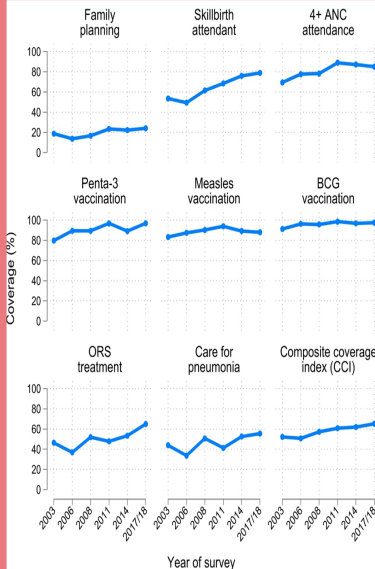 Family
planning
Skillbirth
attendant
4+ ANC
attendance
100
80
60
40
20
0
Penta-3
vaccination
Measles
vaccination
BCG
vaccination
Coverage (%)
100
80
60
40
20
0
ORS
treatment
Care for
pneumonia
Composite coverage
index (CCI)
100
80
60
40
20
0
2003
2006
2008
2011
2014
2017/18
2003
2006
2008
2011
2014
2017/18
2003
2006
2008
2011
2014
2017/18
Year of survey